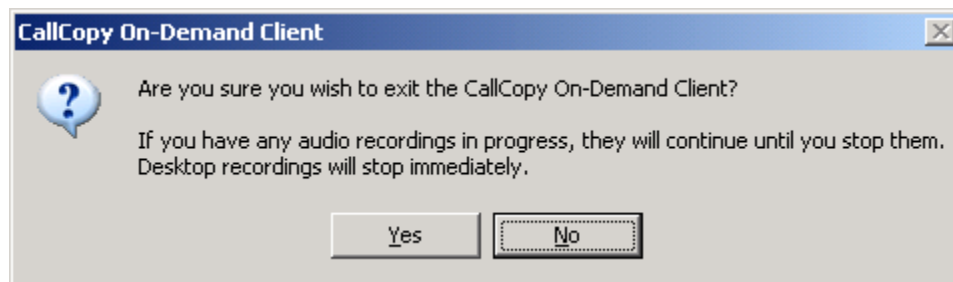 CallCopy On-Demand Client
Are you sure you wish to exit the CallCopy On-Demand Client?
If you have any audio recordings in progress, they will continue until you stop them.
Desktop recordings will stop immediately.
Yes
No